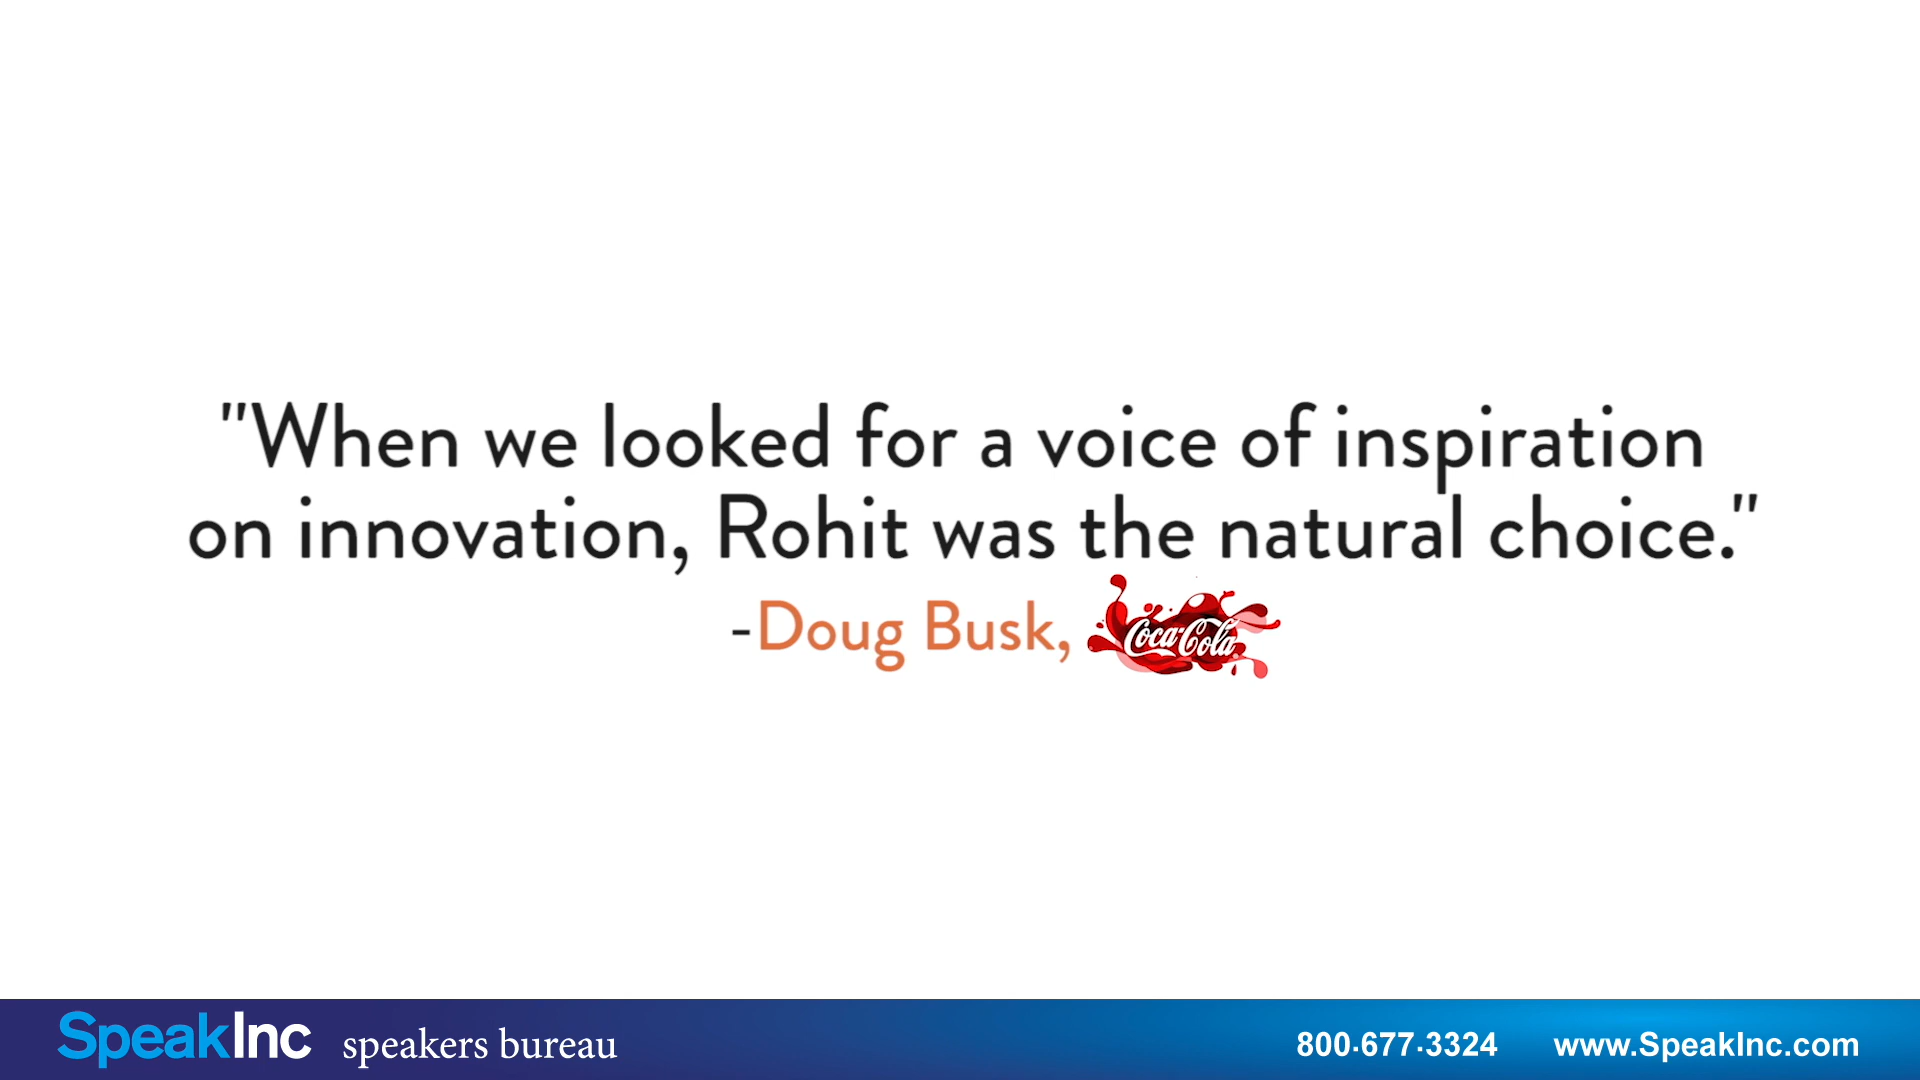 "When we looked for a voice of inspiration
on innovation, Rohit was the natural choice."
-Doug Busk, Coca-Cola
SpeakInc speakers bureau 800·677·3324 www.SpeakInc.com